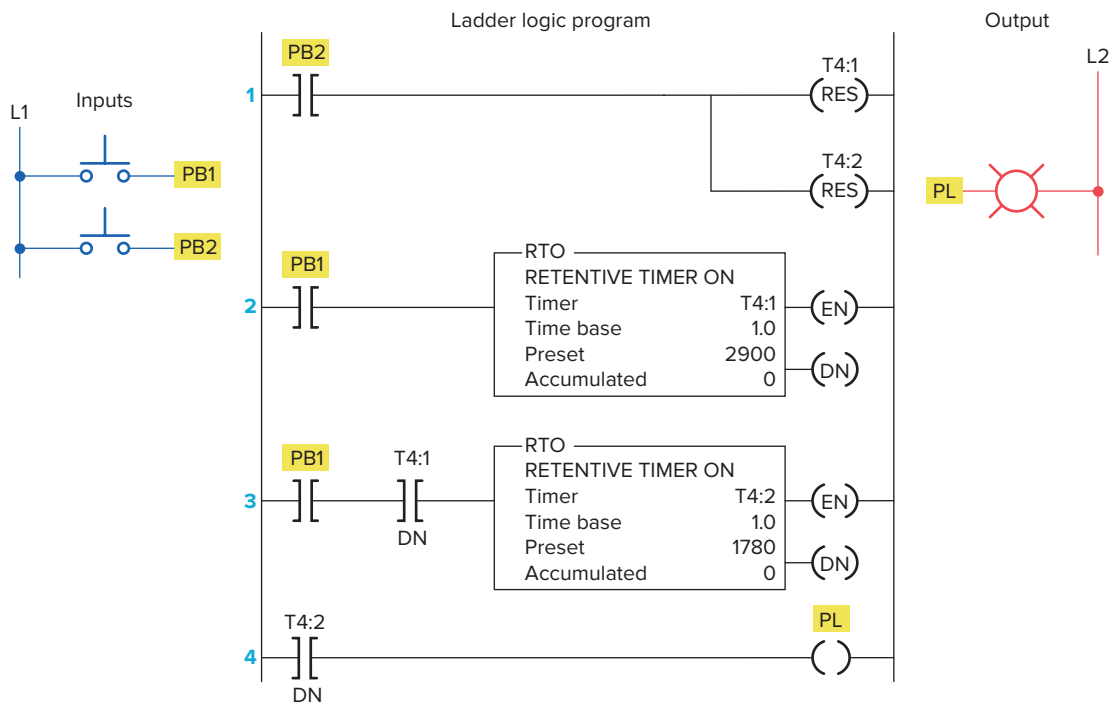 Ladder logic program
Output
Inputs
L1
PB1
PB2
1
PB2
T4:1
RES
T4:2
RES
L2
PL
2
PB1
RTO
RETENTIVE TIMER ON
Timer T4:1
Time base 1.0
Preset 2900
Accumulated 0
EN
DN
3
PB1
T4:1
DN
RTO
RETENTIVE TIMER ON
Timer T4:2
Time base 1.0
Preset 1780
Accumulated 0
EN
DN
4
T4:2
DN
PL